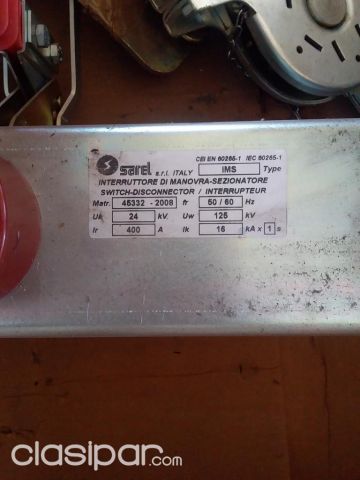 sarel s.r.l. ITALY
CEI EN 60265-1 IEC 60265-1
IMS Type
INTERRUTTORE DI MANOVRA-SEZIONATORE
SWITCH-DISCONNECTOR / INTERRUPTEUR
Matr. 45332 - 2008 fr 50 / 60 Hz
Ur 24 kV Uw 125 kV
Ir 400 A Ik 16 kA x 1 s
clasipar.com®